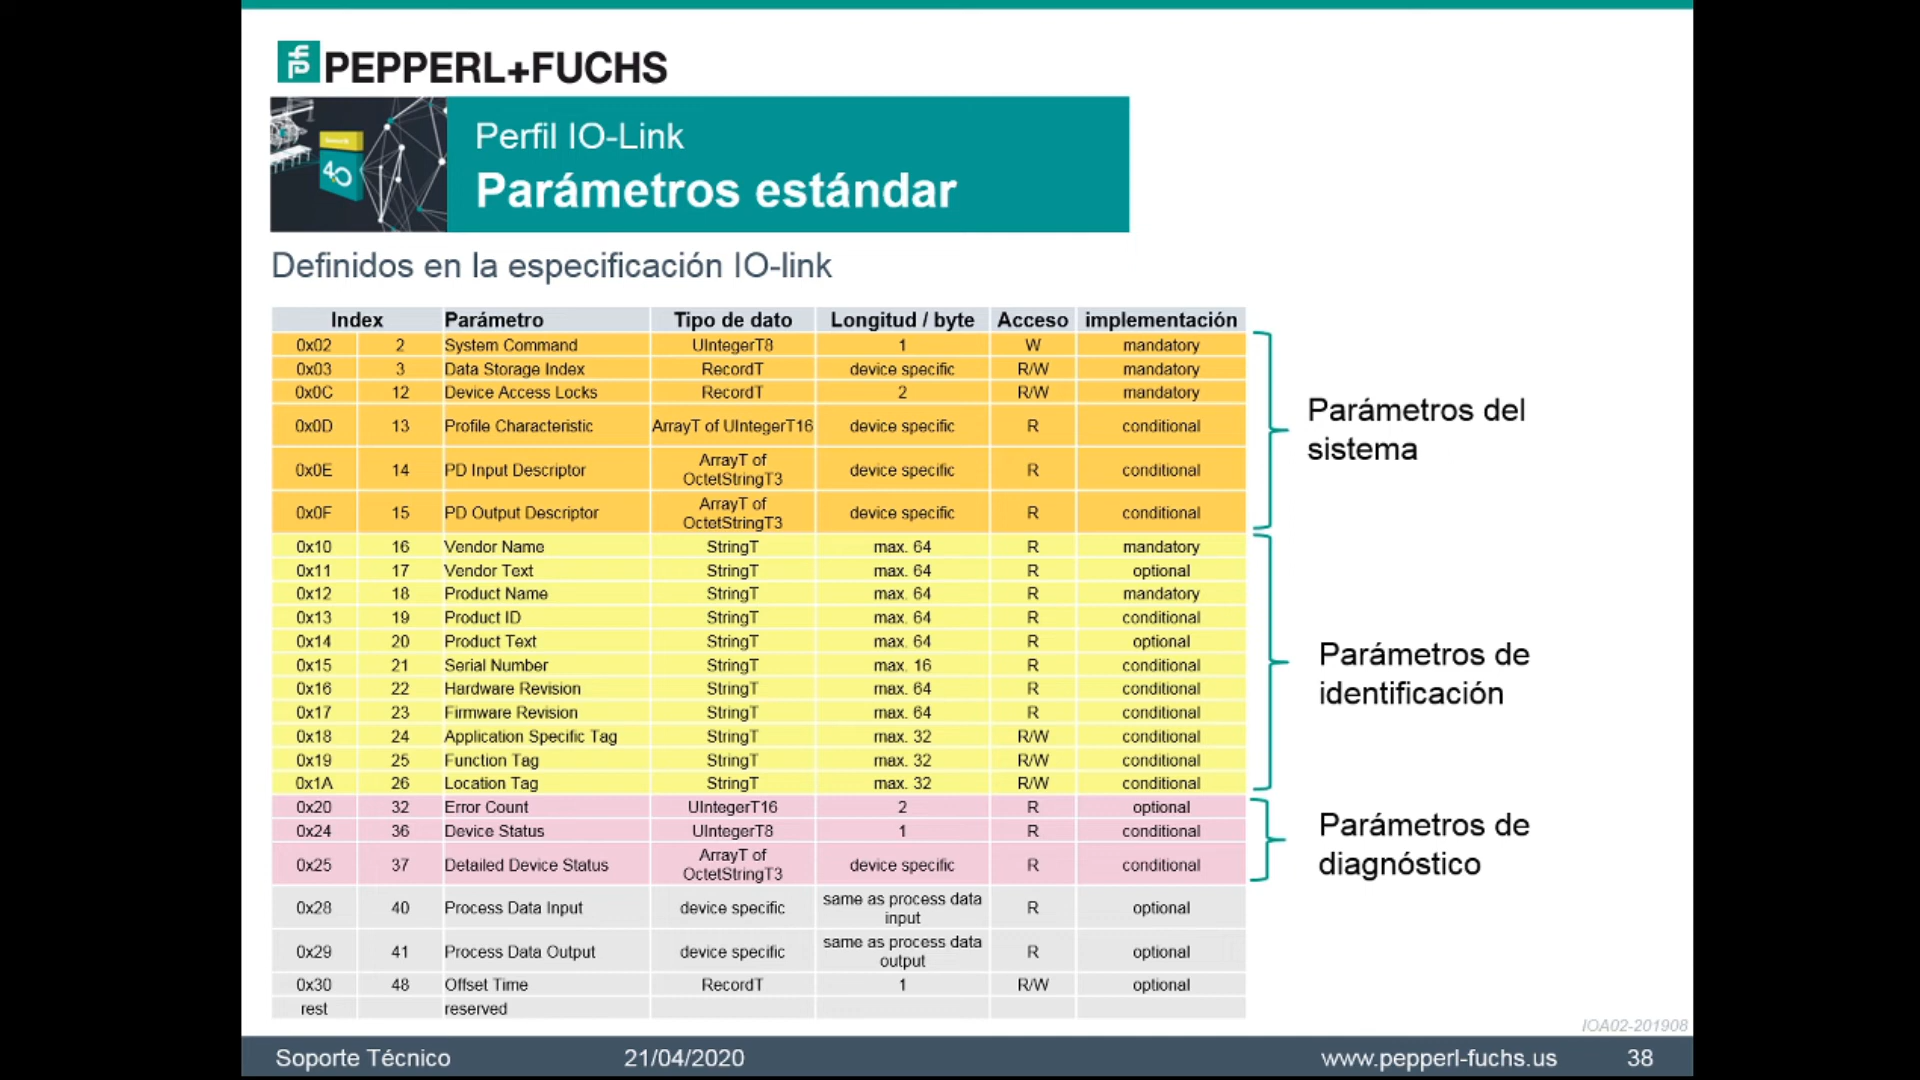 PEPPERL+FUCHS
4.0
Perfil IO-Link
Parámetros estándar
Definidos en la especificación IO-link
Index Parámetro Tipo de dato Longitud / byte Acceso implementación
0x02 2 System Command UIntegerT8 1 W mandatory
0x03 3 Data Storage Index RecordT device specific R/W mandatory
0x0C 12 Device Access Locks RecordT 2 R/W mandatory
0x0D 13 Profile Characteristic ArrayT of UIntegerT16 device specific R conditional
0x0E 14 PD Input Descriptor ArrayT of OctetStringT3 device specific R conditional
0x0F 15 PD Output Descriptor ArrayT of OctetStringT3 device specific R conditional
Parámetros del
sistema
0x10 16 Vendor Name StringT max. 64 R mandatory
0x11 17 Vendor Text StringT max. 64 R optional
0x12 18 Product Name StringT max. 64 R mandatory
0x13 19 Product ID StringT max. 64 R conditional
0x14 20 Product Text StringT max. 64 R optional
0x15 21 Serial Number StringT max. 16 R conditional
0x16 22 Hardware Revision StringT max. 64 R conditional
0x17 23 Firmware Revision StringT max. 64 R conditional
0x18 24 Application Specific Tag StringT max. 32 R/W conditional
0x19 25 Function Tag StringT max. 32 R/W conditional
0x1A 26 Location Tag StringT max. 32 R/W conditional
Parámetros de
identificación
0x20 32 Error Count UIntegerT16 2 R optional
0x24 36 Device Status UIntegerT8 1 R conditional
0x25 37 Detailed Device Status ArrayT of OctetStringT3 device specific R conditional
Parámetros de
diagnóstico
0x28 40 Process Data Input device specific same as process data input R optional
0x29 41 Process Data Output device specific same as process data output R optional
0x30 48 Offset Time RecordT 1 R/W optional
rest reserved
IOA02-201908
Soporte Técnico 21/04/2020 www.pepperl-fuchs.us 38